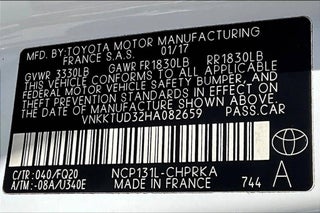 MFD. BY:TOYOTA MOTOR MANUFACTURING
FRANCE S.A.S. 01/17
GVWR 3330LB GAWR FR1830LB RR1830LB
THIS VEHICLE CONFORMS TO ALL APPLICABLE
FEDERAL MOTOR VEHICLE SAFETY, BUMPER, AND
THEFT PREVENTION STANDARDS IN EFFECT ON
THE DATE OF MANUFACTURE SHOWN ABOVE.
VNKKTUD32HA082659 PASS.CAR
C/TR: 040/FQ20 NCP131L-CHPRKA A
A/TM: -08A/U340E MADE IN FRANCE 744